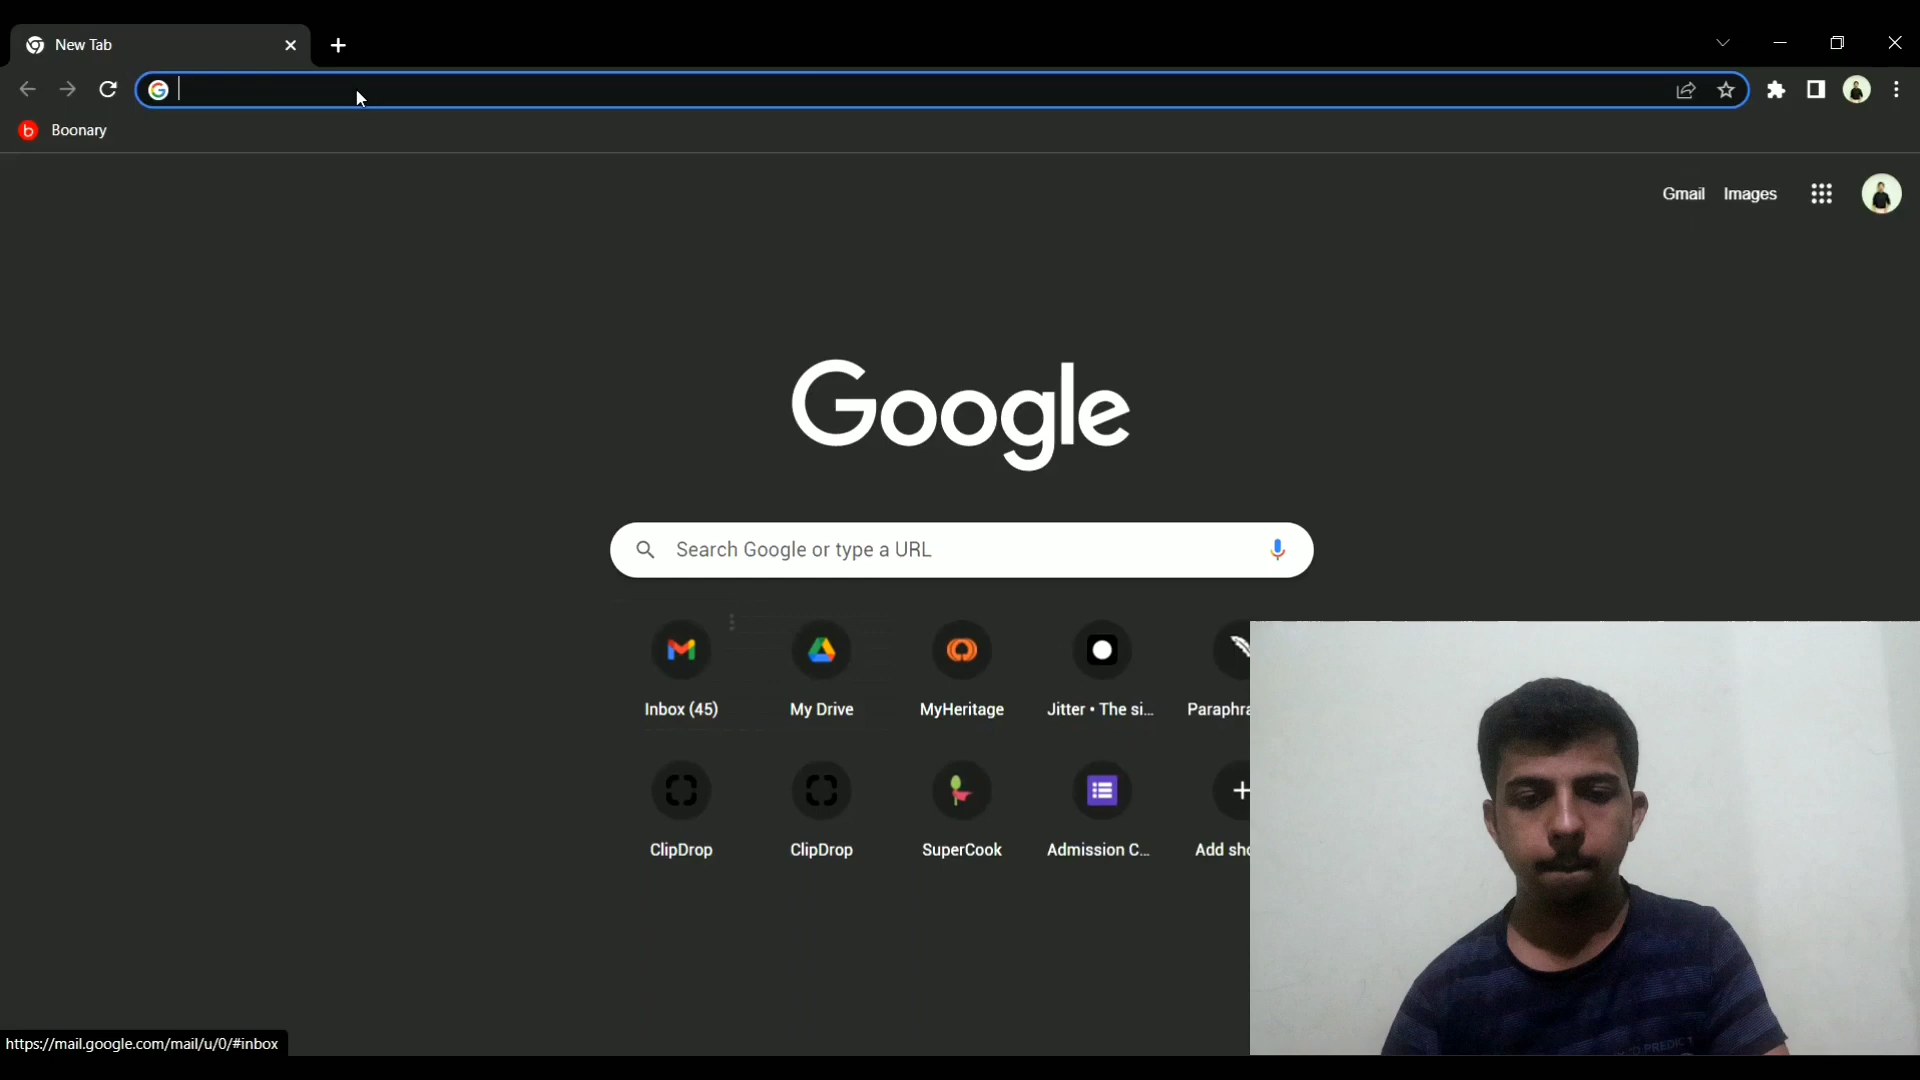 New Tab
Boonary
Gmail Images
Google
Search Google or type a URL
Inbox (45) My Drive MyHeritage Jitter • The si... Paraphra
ClipDrop ClipDrop SuperCook Admission C... Add sho
https://mail.google.com/mail/u/0/#inbox